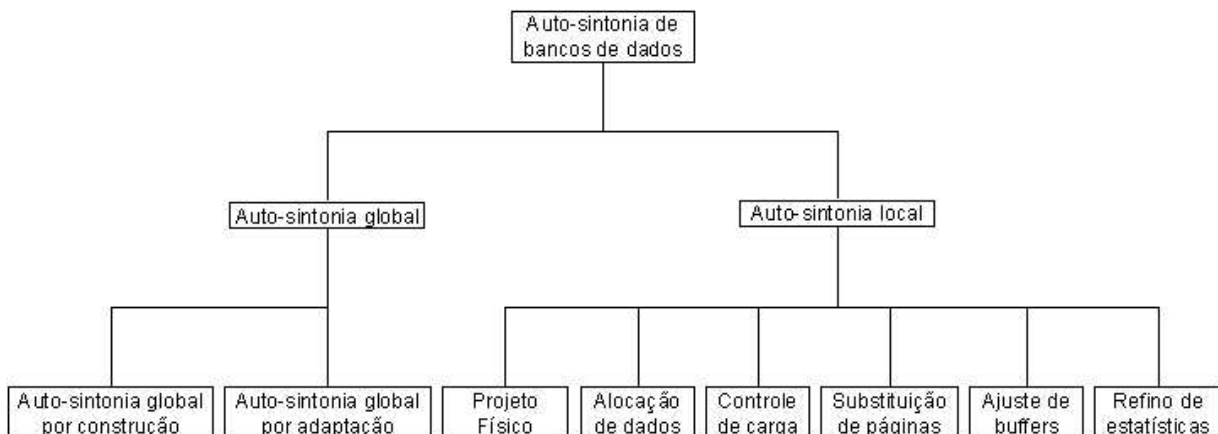 Auto-sintonia de
bancos de dados
Auto-sintonia global
Auto-sintonia local
Auto-sintonia global
por construção
Auto-sintonia global
por adaptação
Projeto
Físico
Alocação
de dados
Controle
de carga
Substituição
de páginas
Ajuste de
buffers
Refino de
estatísticas